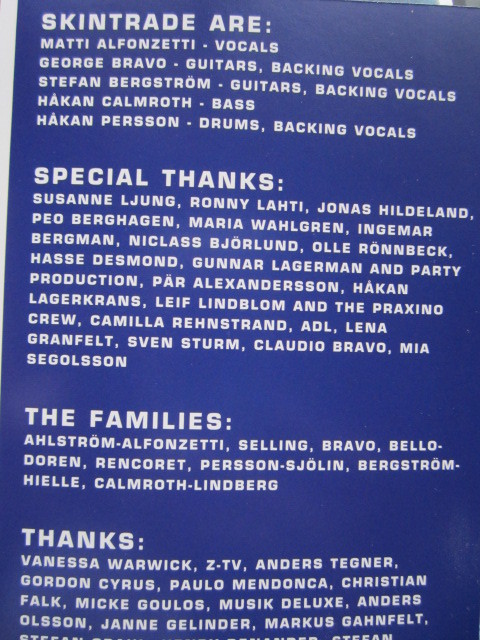 SKINTRADE ARE:
MATTI ALFONZETTI - VOCALS
GEORGE BRAVO - GUITARS, BACKING VOCALS
STEFAN BERGSTRÖM - GUITARS, BACKING VOCALS
HÅKAN CALMROTH - BASS
HÅKAN PERSSON - DRUMS, BACKING VOCALS
SPECIAL THANKS:
SUSANNE LJUNG, RONNY LAHTI, JONAS HILDELAND,
PEO BERGHAGEN, MARIA WAHLGREN, INGEMAR
BERGMAN, NICLASS BJÖRLUND, OLLE RÖNNBECK,
HASSE DESMOND, GUNNAR LAGERMAN AND PARTY
PRODUCTION, PÄR ALEXANDERSSON, HÅKAN
LAGERKRANS, LEIF LINDBLOM AND THE PRAXINO
CREW, CAMILLA REHNSTRAND, ADL, LENA
GRANFELT, SVEN STURM, CLAUDIO BRAVO, MIA
SEGOLSSON
THE FAMILIES:
AHLSTRÖM-ALFONZETTI, SELLING, BRAVO, BELLO-
DOREN, RENCORET, PERSSON-SJÖLIN, BERGSTRÖM-
HIELLE, CALMROTH-LINDBERG
THANKS:
VANESSA WARWICK, Z-TV, ANDERS TEGNER,
GORDON CYRUS, PAULO MENDONCA, CHRISTIAN
FALK, MICKE GOULOS, MUSIK DELUXE, ANDERS
OLSSON, JANNE GELINDER, MARKUS GAHNFELT,
STEFAN